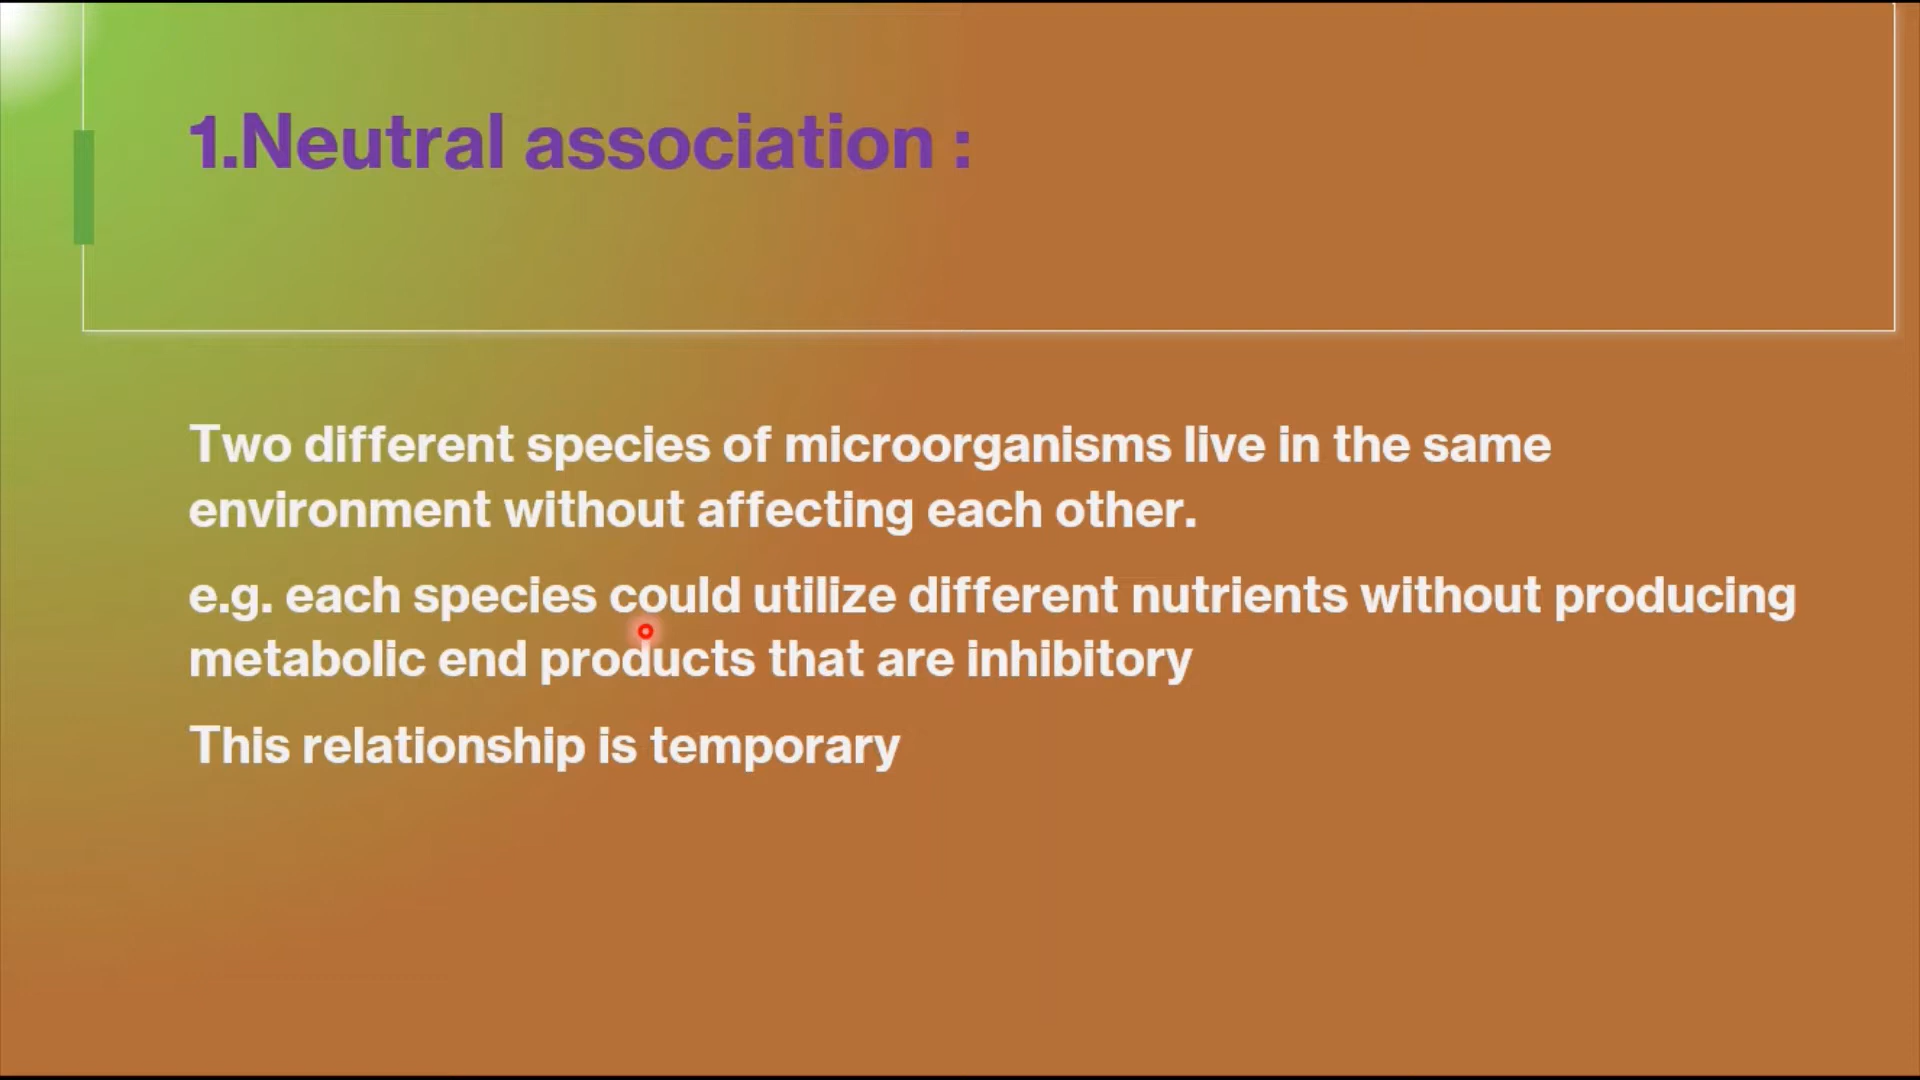 1.Neutral association :
Two different species of microorganisms live in the same
environment without affecting each other.
e.g. each species could utilize different nutrients without producing
metabolic end products that are inhibitory
This relationship is temporary